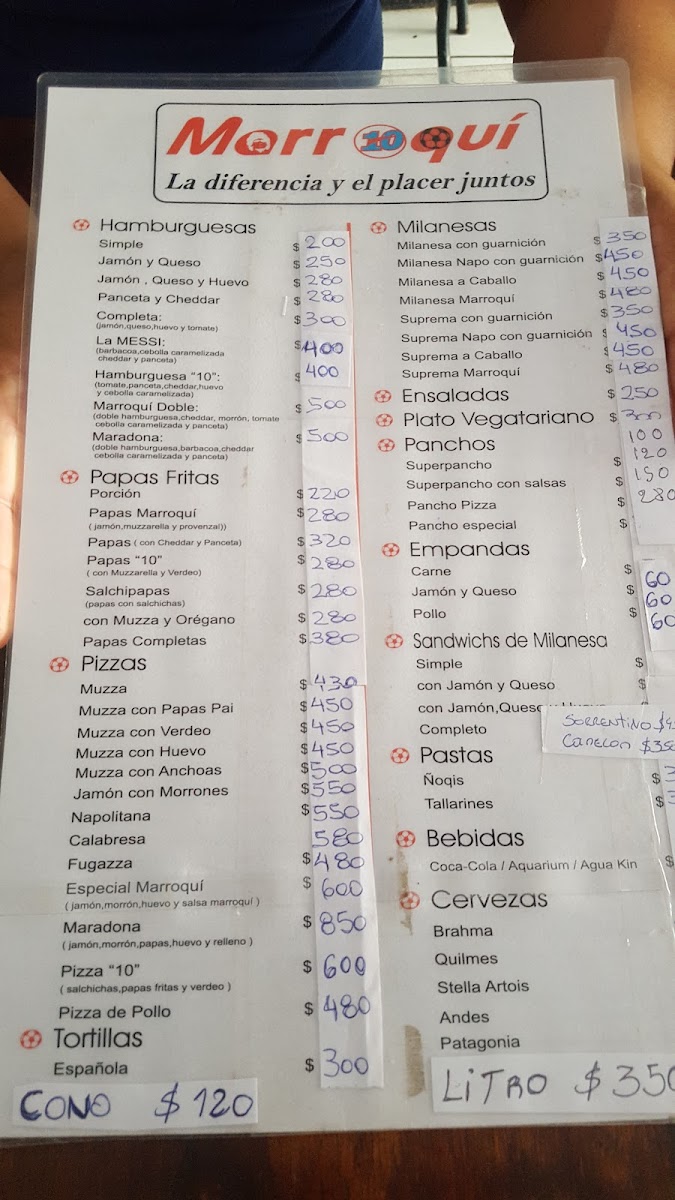 Marr10quí
La diferencia y el placer juntos
Hamburguesas
Simple $ 200
Jamón y Queso $ 250
Jamón , Queso y Huevo $ 280
Panceta y Cheddar $ 280
Completa: $ 300
(jamón,queso,huevo y tomate)
La MESSI: $ 400
(barbacoa,cebolla caramelizada
cheddar y panceta)
Hamburguesa "10": $ 400
(tomate,panceta,cheddar,huevo
y cebolla caramelizada)
Marroquí Doble: $ 500
(doble hamburguesa,cheddar, morrón, tomate
cebolla caramelizada y panceta)
Maradona: $ 500
(doble hamburguesa,barbacoa,cheddar
cebolla caramelizada y panceta)
Papas Fritas
Porción $ 220
Papas Marroquí $ 280
( jamón,muzzarella y provenzal))
Papas ( con Cheddar y Panceta) $ 320
Papas "10" $ 280
( con Muzzarella y Verdeo)
Salchipapas $ 280
(papas con salchichas)
con Muzza y Orégano $ 280
Papas Completas $ 380
Pizzas
Muzza $ 430
Muzza con Papas Pai $ 450
Muzza con Verdeo $ 450
Muzza con Huevo $ 450
Muzza con Anchoas $ 500
Jamón con Morrones $ 550
Napolitana $ 550
Calabresa 580
Fugazza $ 480
Especial Marroquí $ 600
( jamón,morrón,huevo y salsa marroquí )
Maradona $ 850
( jamón,morrón,papas,huevo y relleno )
Pizza "10" $ 600
( salchichas,papas fritas y verdeo )
Pizza de Pollo $ 480
Tortillas
Española $ 300
CONO $ 120
Milanesas
Milanesa con guarnición $ 350
Milanesa Napo con guarnición $ 450
Milanesa a Caballo $ 450
Milanesa Marroquí $ 480
Suprema con guarnición $ 350
Suprema Napo con guarnición $ 450
Suprema a Caballo $ 450
Suprema Marroquí $ 480
Ensaladas $ 250
Plato Vegatariano $ 300
Panchos 100
Superpancho $ 120
Superpancho con salsas $ 150
Pancho Pizza $ 280
Pancho especial $
Empandas
Carne $ 60
Jamón y Queso $ 60
Pollo $ 60
Sandwichs de Milanesa
Simple $
con Jamón y Queso $
con Jamón,Queso
Completo
SORRENTINO $4
CANELON $350
Pastas
Ñoqis $ 3
Tallarines $ 3
Bebidas
Coca-Cola / Aquarium / Agua Kin $
Cervezas
Brahma
Quilmes
Stella Artois
Andes
Patagonia
LITRO $ 350